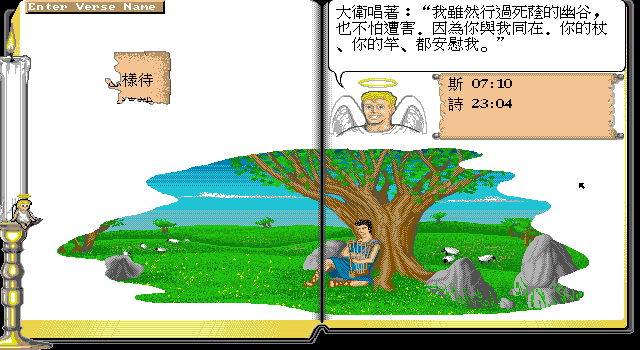 Enter Verse Name
樣待
大衛唱著：“我雖然行過死蔭的幽谷，
也不怕遭害．因為你與我同在．你的杖
、你的竿、都安慰我。”
斯 07:10
詩 23:04